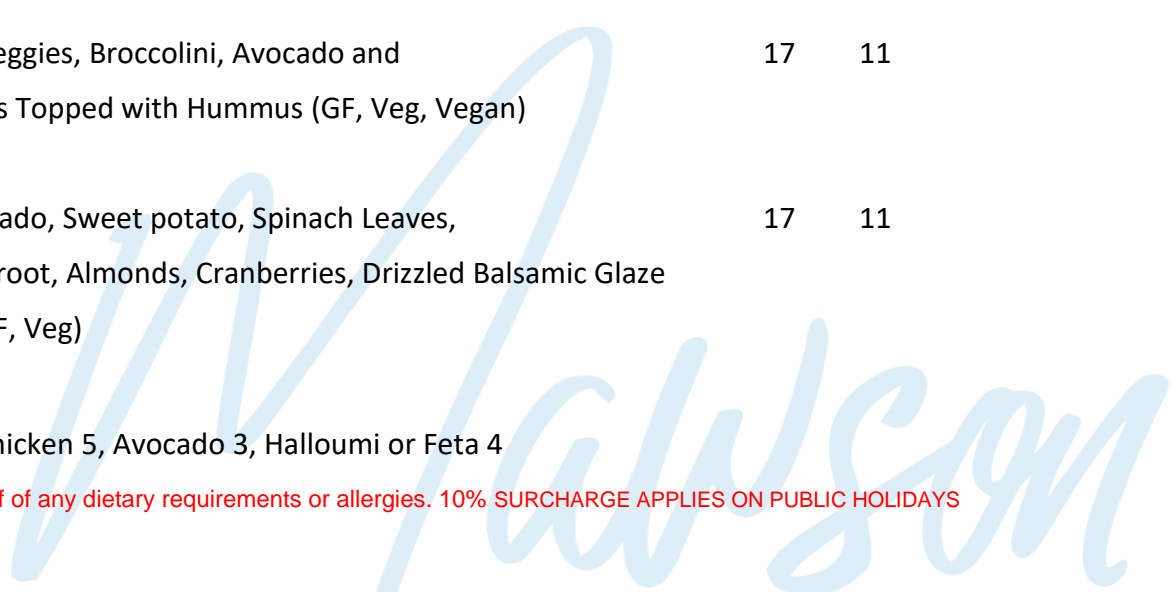 eggies, Broccolini, Avocado and 17 11
s Topped with Hummus (GF, Veg, Vegan)
ado, Sweet potato, Spinach Leaves, 17 11
root, Almonds, Cranberries, Drizzled Balsamic Glaze
F, Veg)
hicken 5, Avocado 3, Halloumi or Feta 4
f of any dietary requirements or allergies. 10% SURCHARGE APPLIES ON PUBLIC HOLIDAYS
Mawson